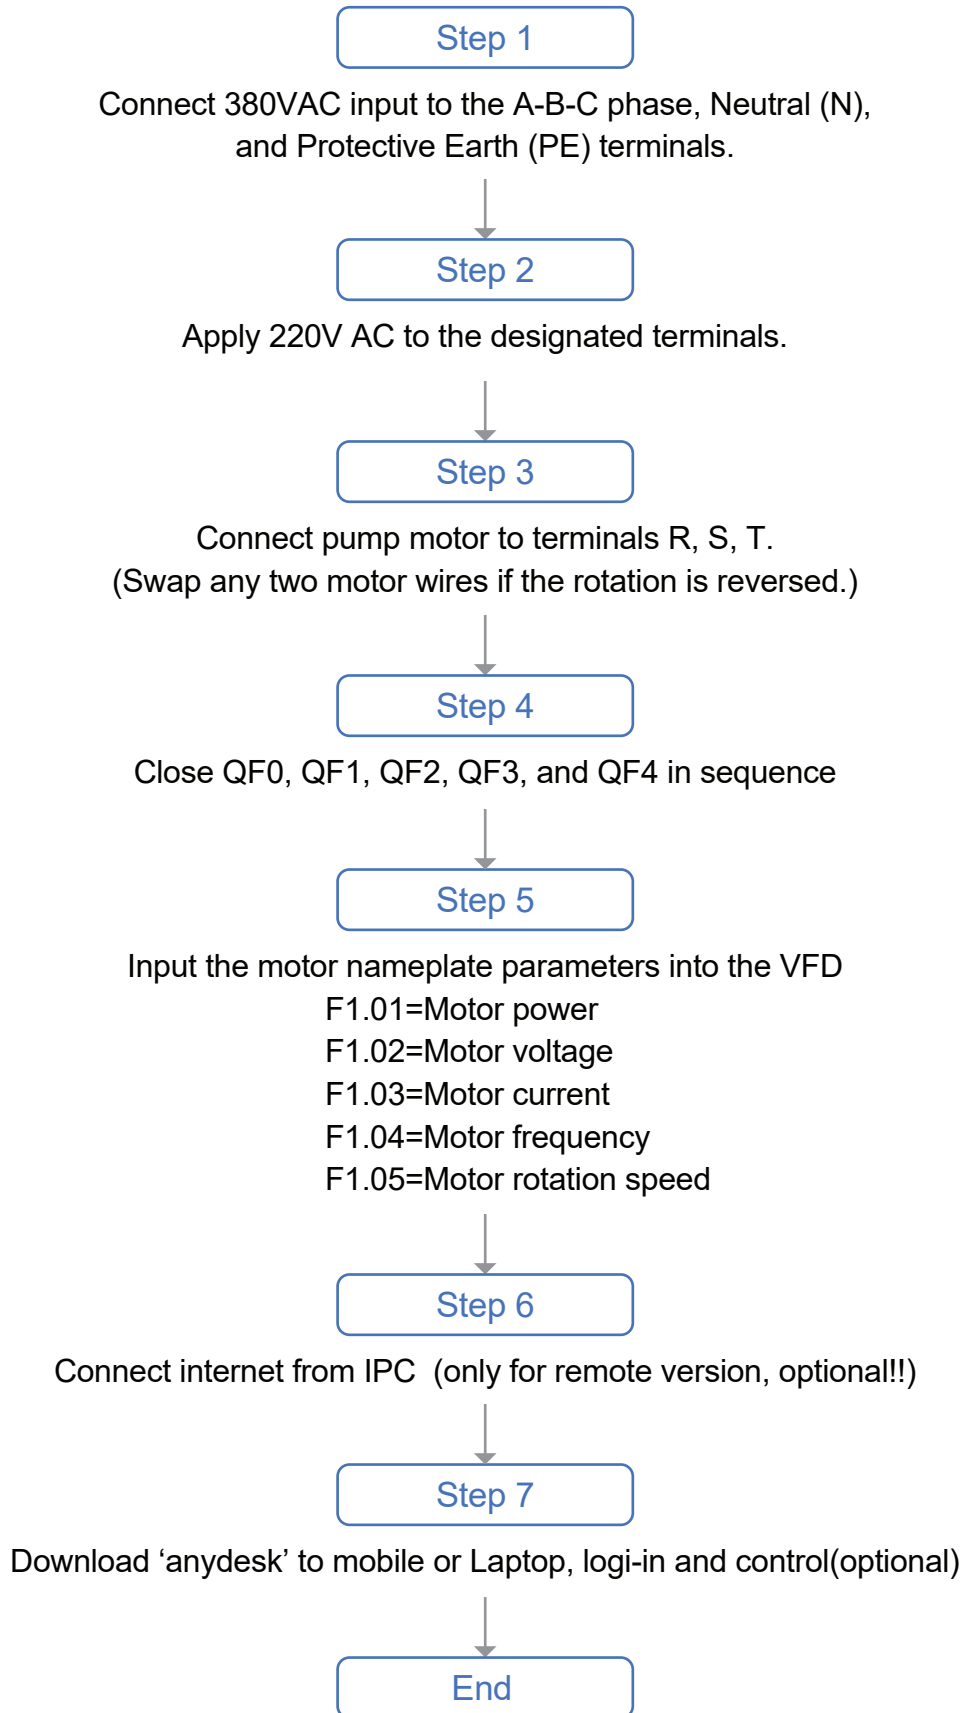 Step 1
Connect 380VAC input to the A-B-C phase, Neutral (N),
and Protective Earth (PE) terminals.
Step 2
Apply 220V AC to the designated terminals.
Step 3
Connect pump motor to terminals R, S, T.
(Swap any two motor wires if the rotation is reversed.)
Step 4
Close QF0, QF1, QF2, QF3, and QF4 in sequence
Step 5
Input the motor nameplate parameters into the VFD
F1.01=Motor power
F1.02=Motor voltage
F1.03=Motor current
F1.04=Motor frequency
F1.05=Motor rotation speed
Step 6
Connect internet from IPC (only for remote version, optional!!)
Step 7
Download ‘anydesk’ to mobile or Laptop, logi-in and control(optional)
End